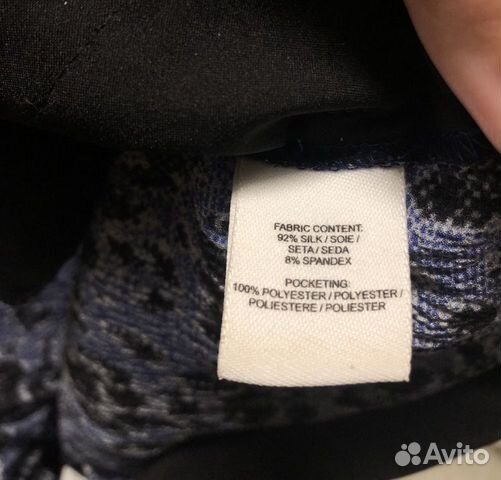 FABRIC CONTENT:
92% SILK / SOIE /
SETA / SEDA
8% SPANDEX
POCKETING:
100% POLYESTER / POLYESTER /
POLIESTERE / POLIESTER
Avito